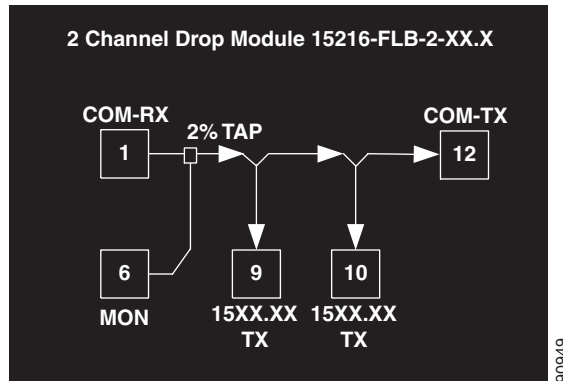 2 Channel Drop Module 15216-FLB-2-XX.X
COM-RX
2% TAP
COM-TX
1
12
6
9
10
MON
15XX.XX
TX
15XX.XX
TX
90949